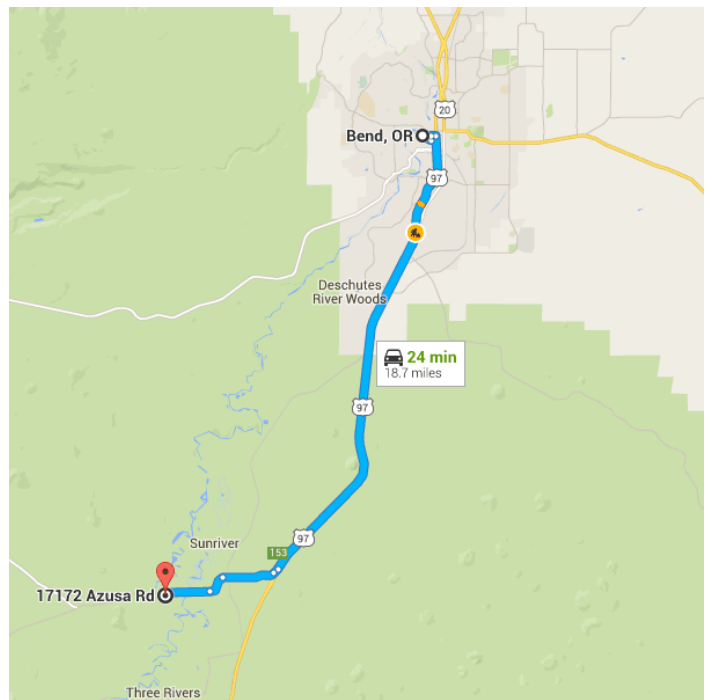 20
Bend, OR
97
Deschutes
River Woods
24 min
18.7 miles
97
97
Sunriver
153
17172 Azusa Rd
Three Rivers